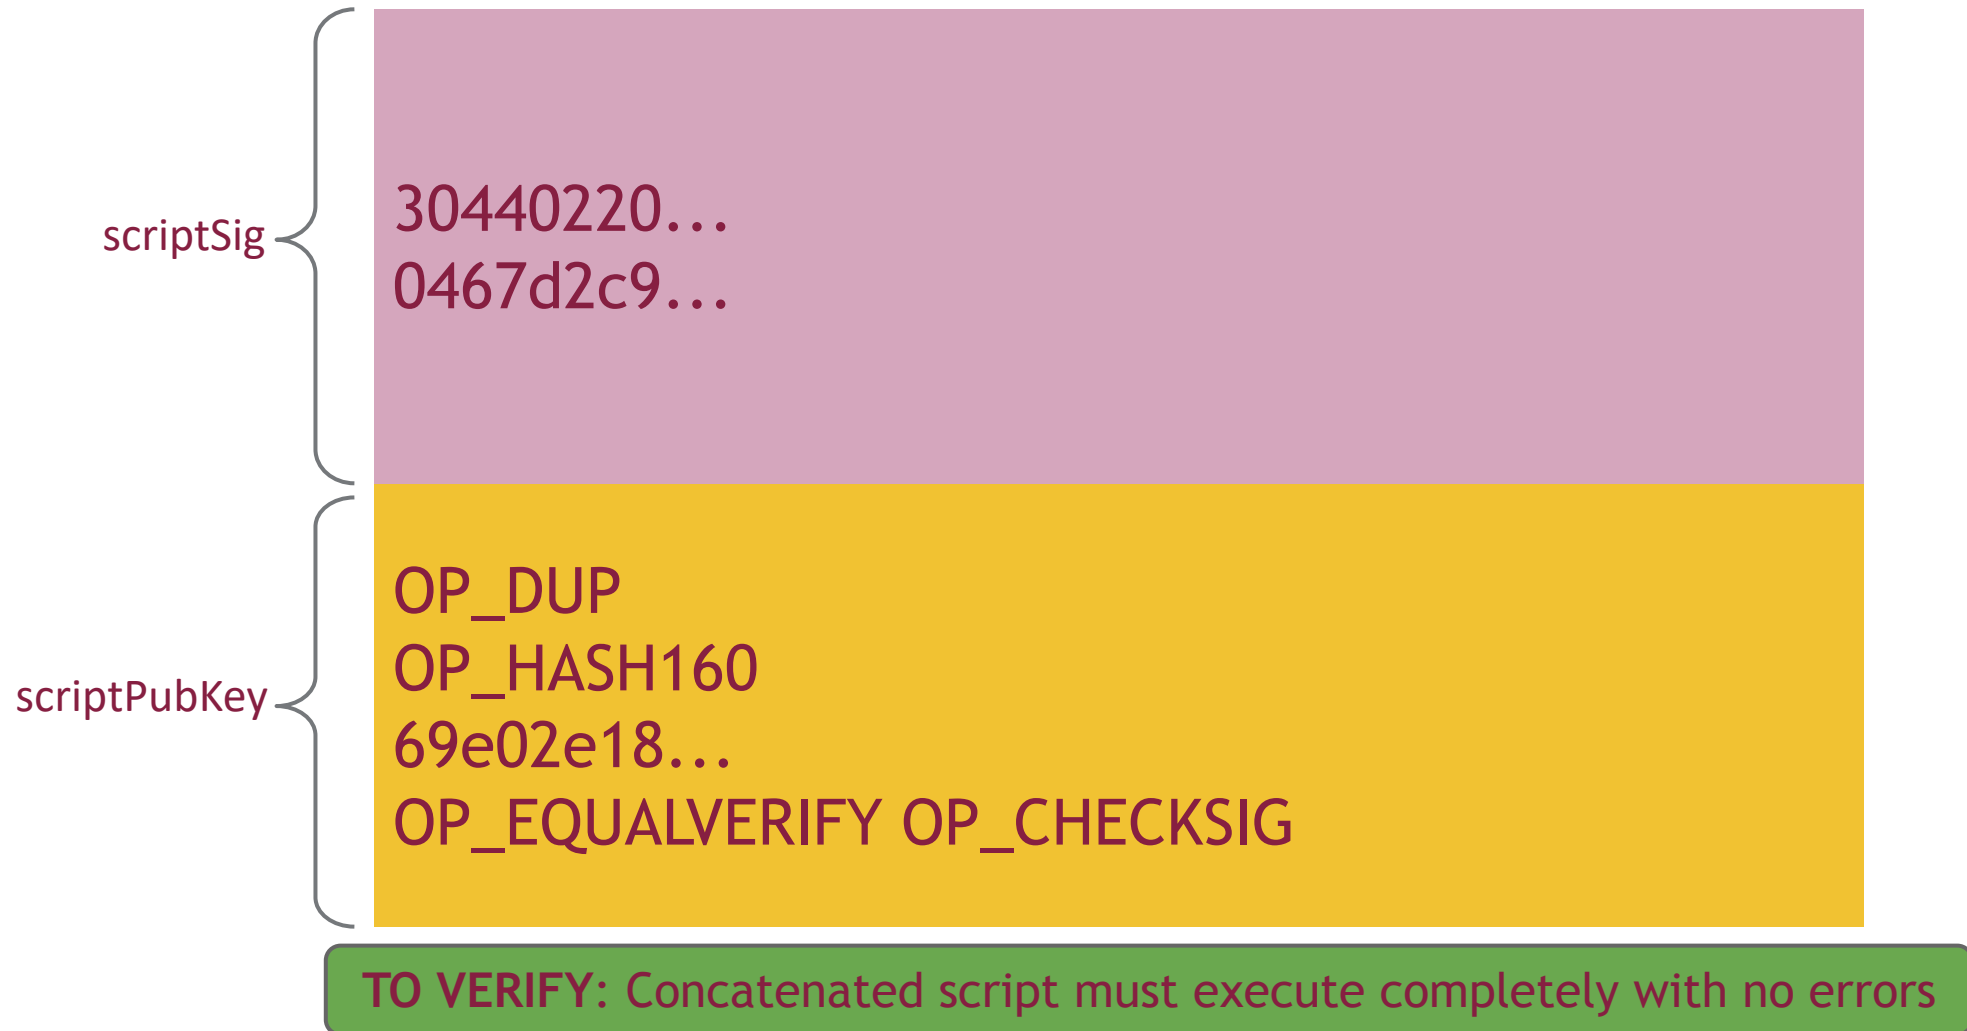 scriptSig
30440220...
0467d2c9...
scriptPubKey
OP_DUP
OP_HASH160
69e02e18...
OP_EQUALVERIFY OP_CHECKSIG
TO VERIFY: Concatenated script must execute completely with no errors